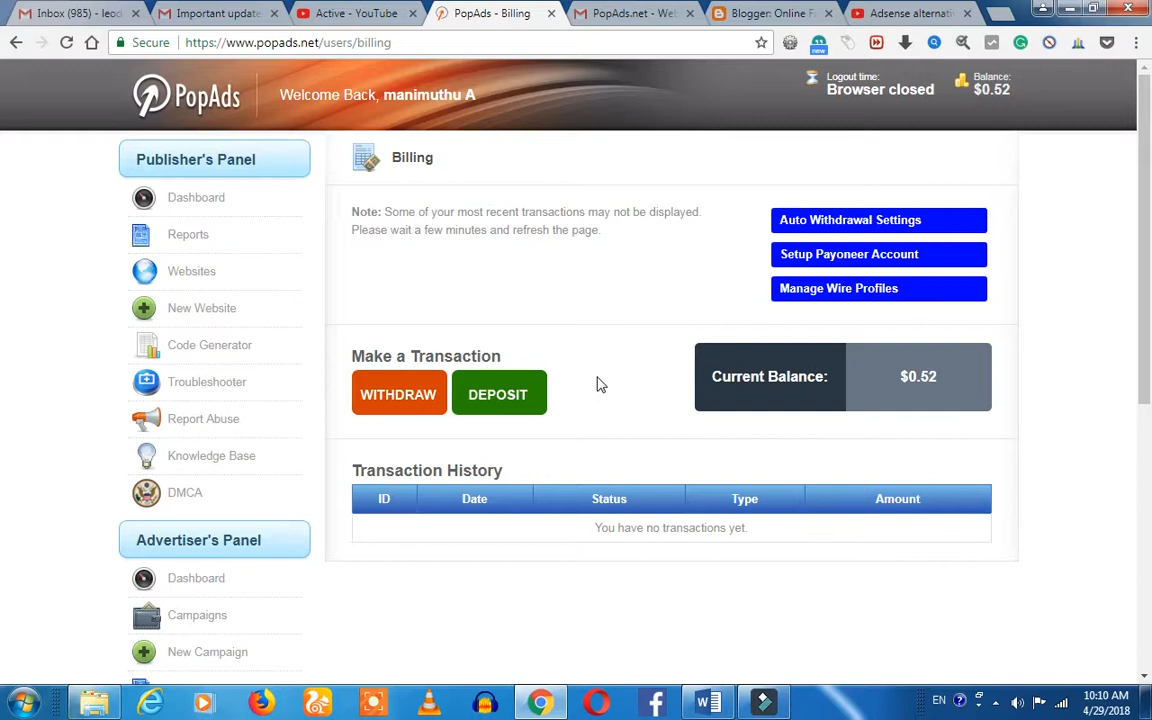 Inbox (985) - leod
Important update
Active - YouTube
PopAds - Billing
PopAds.net - We
Blogger: Online F
Adsense alternati
Secure
https://www.popads.net/users/billing
new
PopAds
Welcome Back, manimuthu A
Logout time:
Browser closed
Balance:
$0.52
Publisher's Panel
Dashboard
Reports
Websites
New Website
Code Generator
Troubleshooter
Report Abuse
Knowledge Base
DMCA
Advertiser's Panel
Dashboard
Campaigns
New Campaign
Billing
Note: Some of your most recent transactions may not be displayed.
Please wait a few minutes and refresh the page.
Auto Withdrawal Settings
Setup Payoneer Account
Manage Wire Profiles
Make a Transaction
WITHDRAW
DEPOSIT
Current Balance:
$0.52
Transaction History
ID Date Status Type Amount
You have no transactions yet.
EN
10:10 AM
4/29/2018